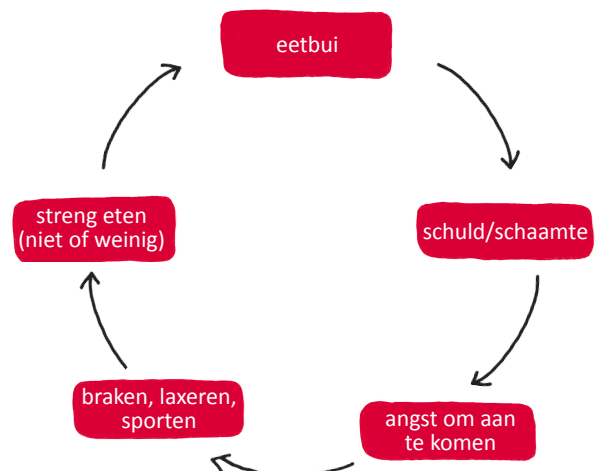 eetbui
schuld/schaamte
angst om aan
te komen
braken, laxeren,
sporten
streng eten
(niet of weinig)